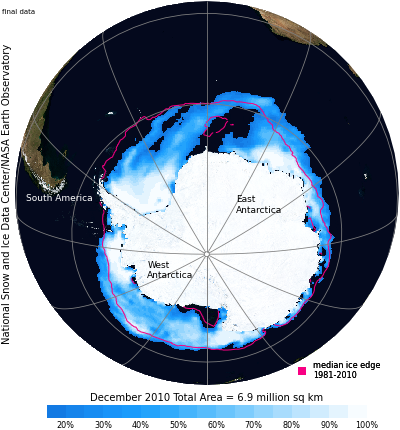 final data
National Snow and Ice Data Center/NASA Earth Observatory
South America
East
Antarctica
West
Antarctica
median ice edge
1981-2010
December 2010 Total Area = 6.9 million sq km
20% 30% 40% 50% 60% 70% 80% 90% 100%